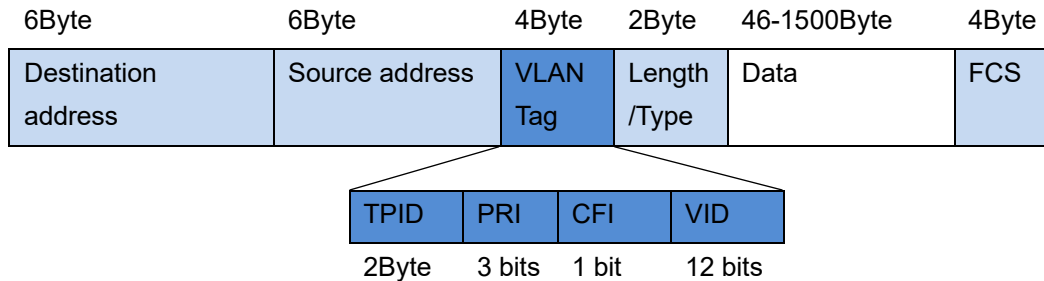 6Byte 6Byte 4Byte 2Byte 46-1500Byte 4Byte
Destination Source address VLAN Length Data FCS
address Tag /Type
TPID PRI CFI VID
2Byte 3 bits 1 bit 12 bits